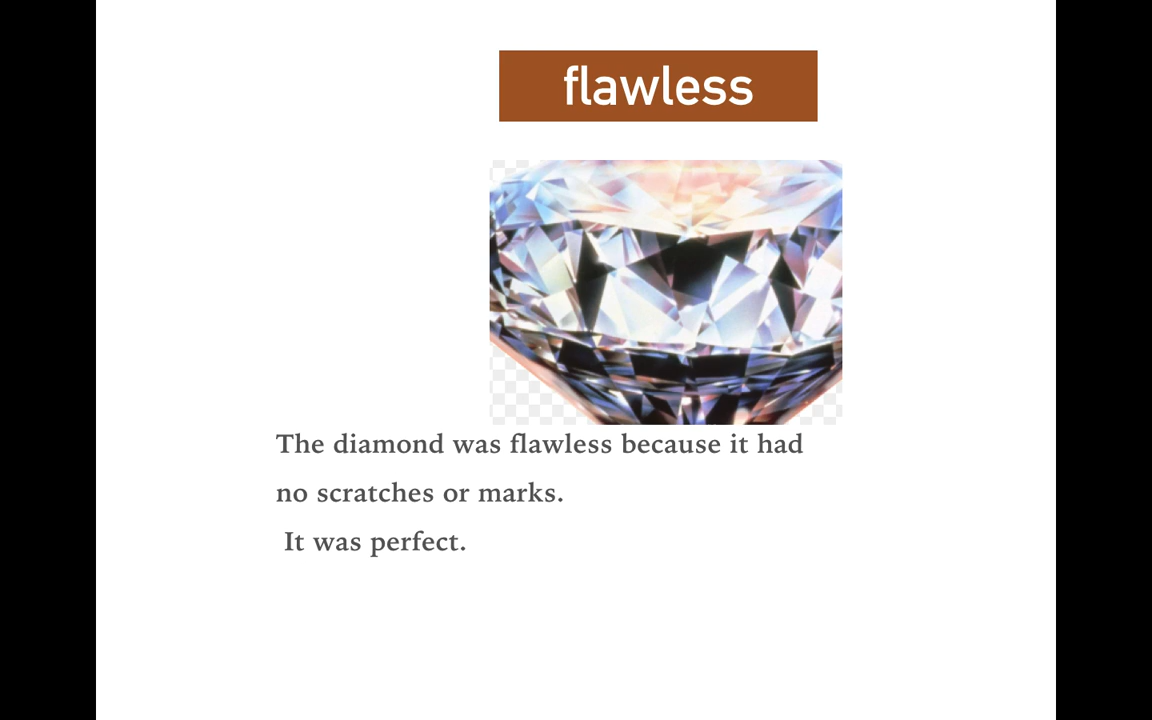 flawless
The diamond was flawless because it had
no scratches or marks.
It was perfect.